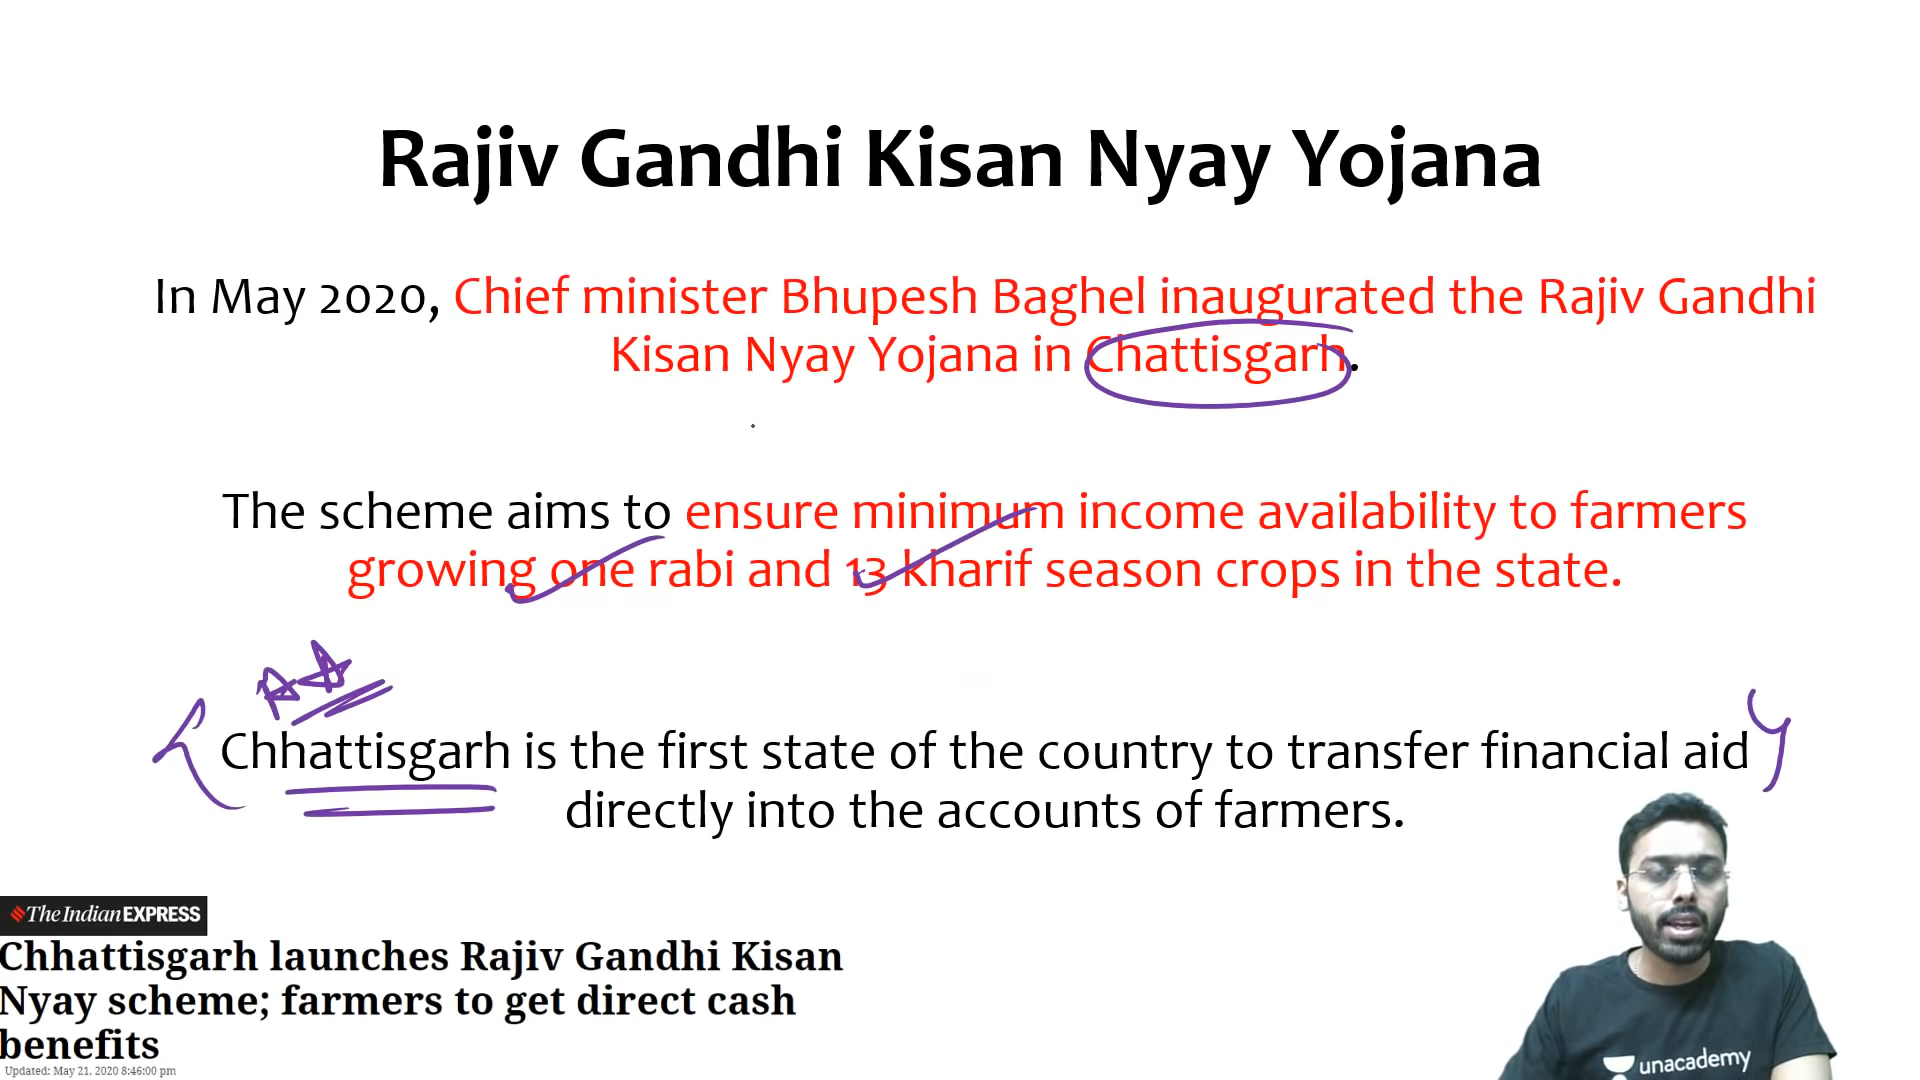 Rajiv Gandhi Kisan Nyay Yojana
In May 2020, Chief minister Bhupesh Baghel inaugurated the Rajiv Gandhi
Kisan Nyay Yojana in Chattisgarh.
The scheme aims to ensure minimum income availability to farmers
growing one rabi and 13 kharif season crops in the state.
Chhattisgarh is the first state of the country to transfer financial aid
directly into the accounts of farmers.
The Indian EXPRESS
Chhattisgarh launches Rajiv Gandhi Kisan
Nyay scheme; farmers to get direct cash
benefits
Updated: May 21, 2020 8:46:00 pm
unacademy